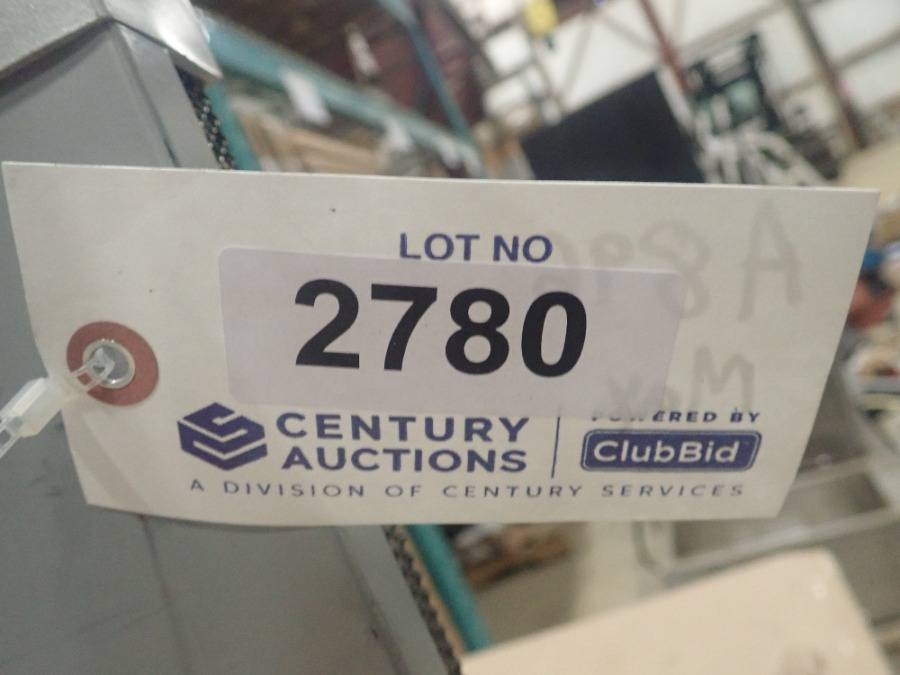 LOT NO
2780
CENTURY AUCTIONS
POWERED BY
ClubBid
A DIVISION OF CENTURY SERVICES